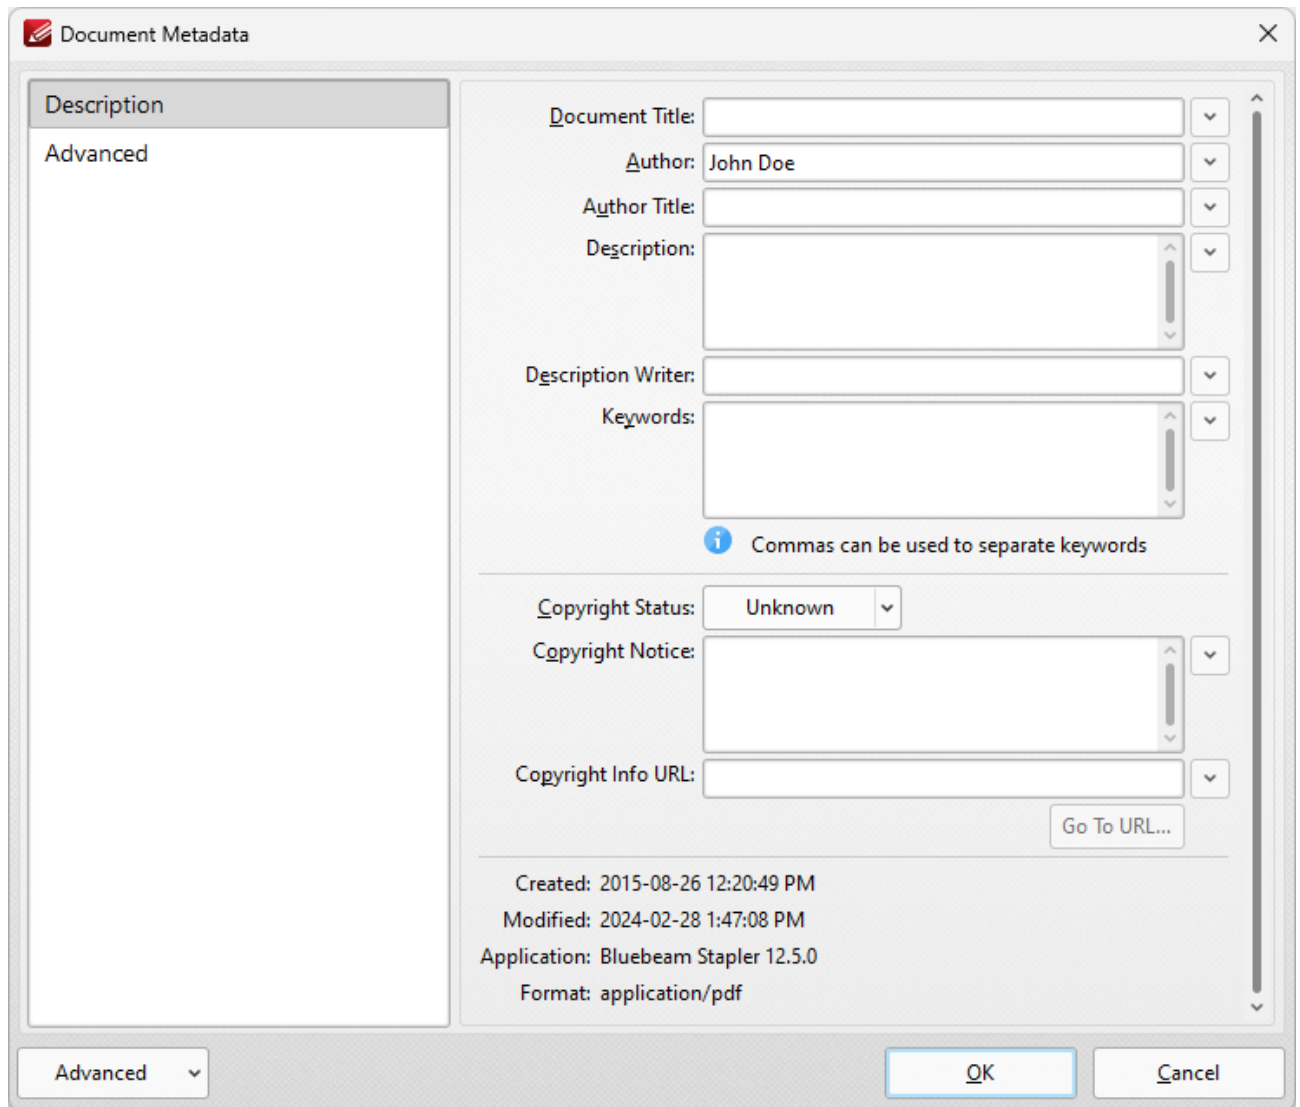 Document Metadata
Description
Advanced
Document Title:
Author: John Doe
Author Title:
Description:
Description Writer:
Keywords:
Commas can be used to separate keywords
Copyright Status: Unknown
Copyright Notice:
Copyright Info URL:
Go To URL...
Created: 2015-08-26 12:20:49 PM
Modified: 2024-02-28 1:47:08 PM
Application: Bluebeam Stapler 12.5.0
Format: application/pdf
Advanced OK Cancel